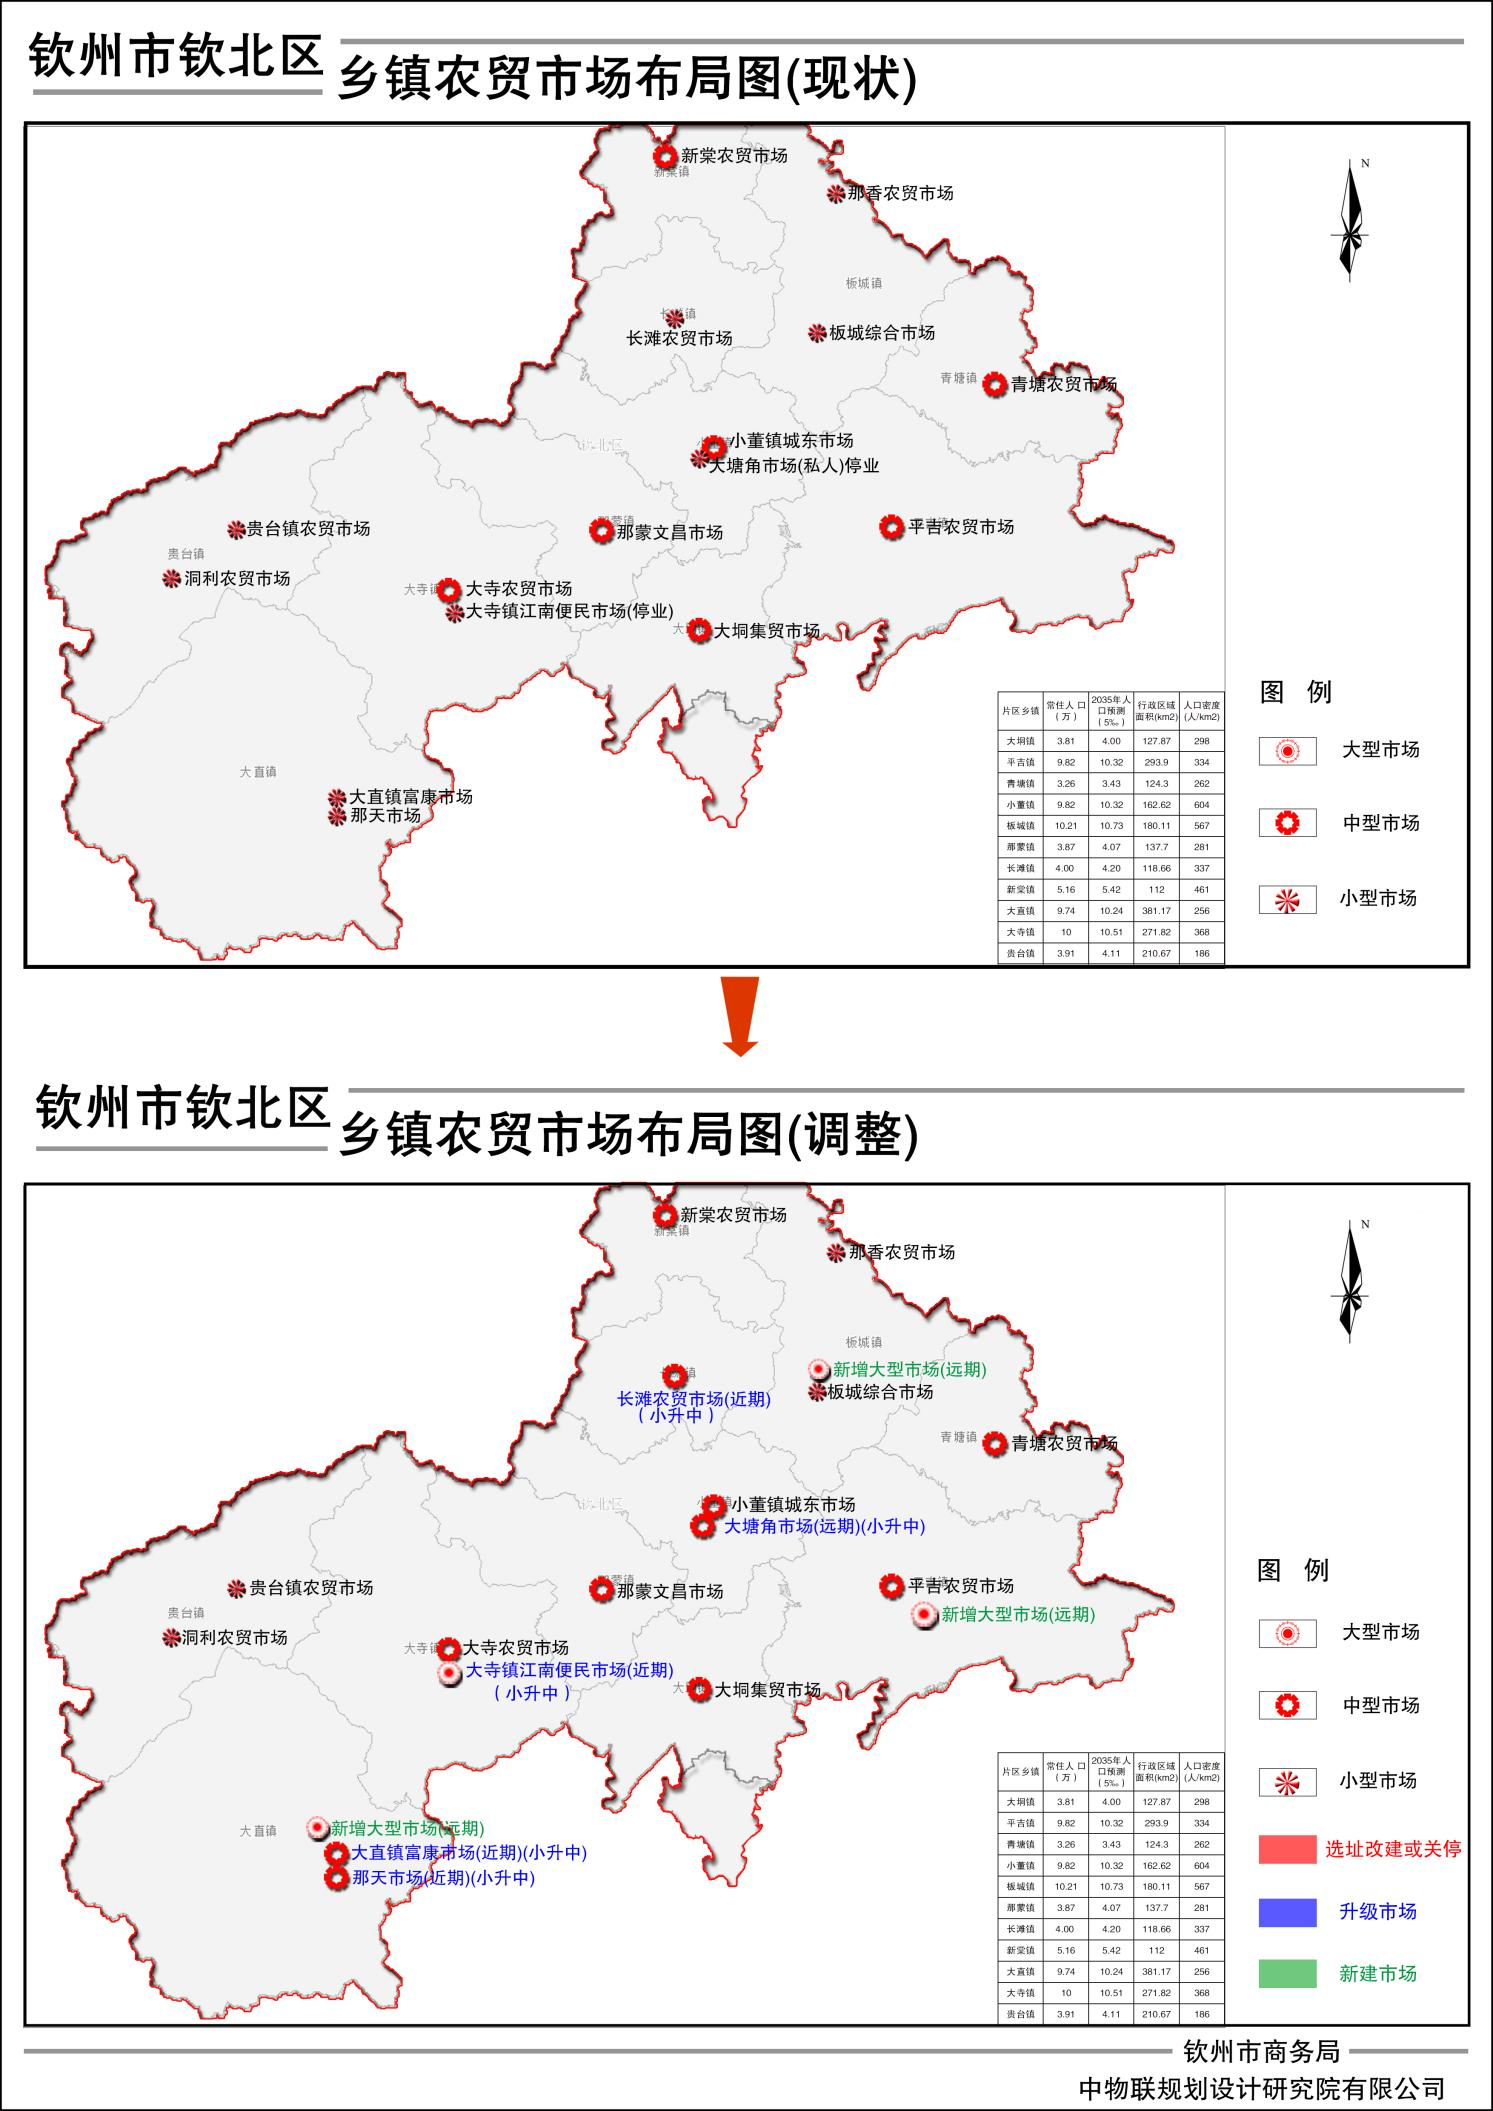 钦州市钦北区
乡镇农贸市场布局图(现状)
新棠农贸市场
新棠镇
那香农贸市场
N
板城镇
长滩农贸市场
板城综合市场
青塘镇
青塘农贸市场
钦北区
小董镇城东市场
大塘角市场(私人)停业
贵台镇农贸市场
贵台镇
洞利农贸市场
那蒙文昌市场
平吉农贸市场
大寺镇
大寺农贸市场
大寺镇江南便民市场(停业)
大垌集贸市场
大直镇
大直镇富康市场
那天市场
片区乡镇 常住人口(万) 2035年人口预测(5‰) 行政区域面积(km2) 人口密度(人/km2)
大垌镇 3.81 4.00 127.87 298
平吉镇 9.82 10.32 293.9 334
青塘镇 3.26 3.43 124.3 262
小董镇 9.82 10.32 162.62 604
板城镇 10.21 10.73 180.11 567
那蒙镇 3.87 4.07 137.7 281
长滩镇 4.00 4.20 118.66 337
新棠镇 5.16 5.42 112 461
大直镇 9.74 10.24 381.17 256
大寺镇 10 10.51 271.82 368
贵台镇 3.91 4.11 210.67 186
图 例
大型市场
中型市场
小型市场
钦州市钦北区
乡镇农贸市场布局图(调整)
新棠农贸市场
新棠镇
那香农贸市场
N
板城镇
新增大型市场(远期)
板城综合市场
长滩农贸市场(近期)
(小升中)
青塘镇
青塘农贸市场
钦北区
小董镇城东市场
大塘角市场(远期)(小升中)
贵台镇农贸市场
贵台镇
洞利农贸市场
那蒙文昌市场
平吉农贸市场
新增大型市场(远期)
大寺镇
大寺农贸市场
大寺镇江南便民市场(近期)
(小升中)
大垌集贸市场
大直镇
新增大型市场(远期)
大直镇富康市场(近期)(小升中)
那天市场(近期)(小升中)
片区乡镇 常住人口(万) 2035年人口预测(5‰) 行政区域面积(km2) 人口密度(人/km2)
大垌镇 3.81 4.00 127.87 298
平吉镇 9.82 10.32 293.9 334
青塘镇 3.26 3.43 124.3 262
小董镇 9.82 10.32 162.62 604
板城镇 10.21 10.73 180.11 567
那蒙镇 3.87 4.07 137.7 281
长滩镇 4.00 4.20 118.66 337
新棠镇 5.16 5.42 112 461
大直镇 9.74 10.24 381.17 256
大寺镇 10 10.51 271.82 368
贵台镇 3.91 4.11 210.67 186
图 例
大型市场
中型市场
小型市场
选址改建或关停
升级市场
新建市场
钦州市商务局
中物联规划设计研究院有限公司